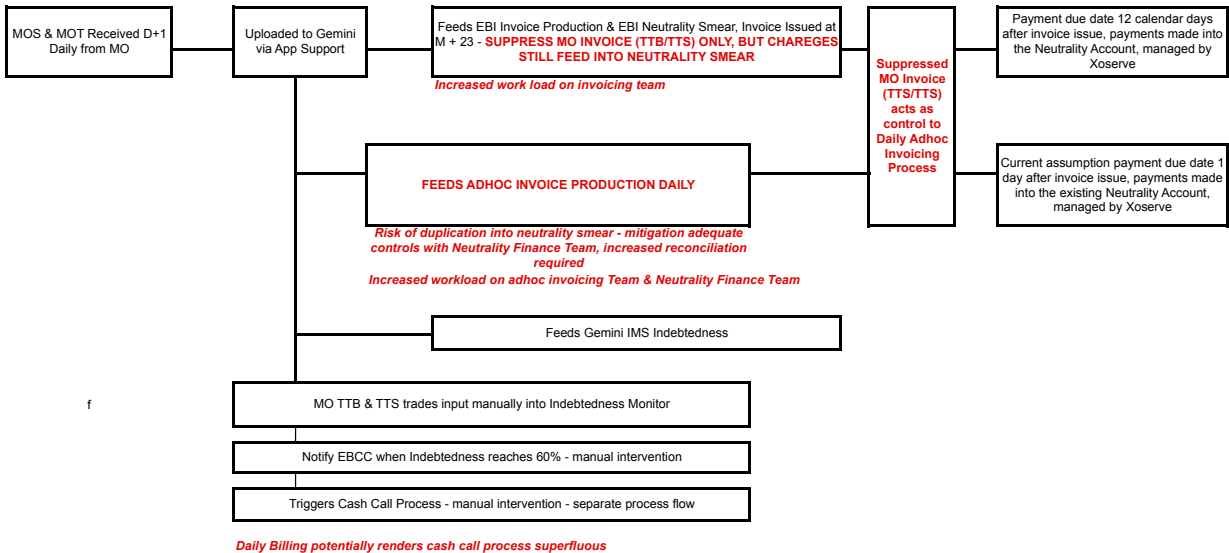 MOS & MOT Received D+1
Daily from MO
Uploaded to Gemini
via App Support
Feeds EBI Invoice Production & EBI Neutrality Smear, Invoice Issued at
M + 23 - SUPPRESS MO INVOICE (TTB/TTS) ONLY, BUT CHAREGES
STILL FEED INTO NEUTRALITY SMEAR
Increased work load on invoicing team
Suppressed
MO Invoice
(TTS/TTS)
acts as
control to
Daily Adhoc
Invoicing
Process
Payment due date 12 calendar days
after invoice issue, payments made into
the Neutrality Account, managed by
Xoserve
FEEDS ADHOC INVOICE PRODUCTION DAILY
Risk of duplication into neutrality smear - mitigation adequate
controls with Neutrality Finance Team, increased reconciliation
required
Increased workload on adhoc invoicing Team & Neutrality Finance Team
Current assumption payment due date 1
day after invoice issue, payments made
into the existing Neutrality Account,
managed by Xoserve
Feeds Gemini IMS Indebtedness
f
MO TTB & TTS trades input manually into Indebtedness Monitor
Notify EBCC when Indebtedness reaches 60% - manual intervention
Triggers Cash Call Process - manual intervention - separate process flow
Daily Billing potentially renders cash call process superfluous